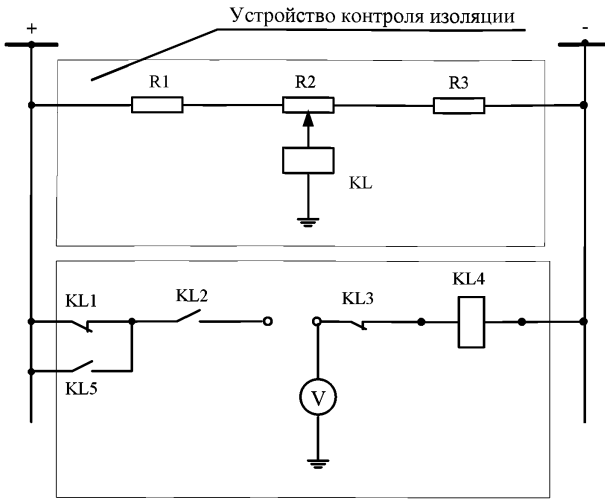 Устройство контроля изоляции
+
-
R1
R2
R3
KL
KL1
KL2
KL3
KL4
KL5
V